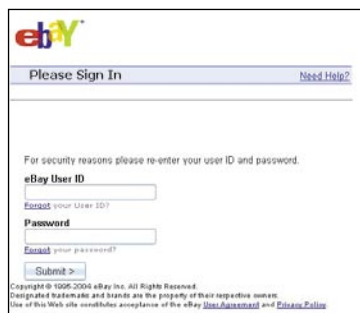 ebaY
Please Sign In Need Help?
For security reasons please re-enter your user ID and password.
eBay User ID
Forgot your User ID?
Password
Forgot your password?
Submit >
Copyright © 1995-2004 eBay Inc. All Rights Reserved.
Designated trademarks and brands are the property of their respective owners.
Use of this Web site constitutes acceptance of the eBay User Agreement and Privacy Policy